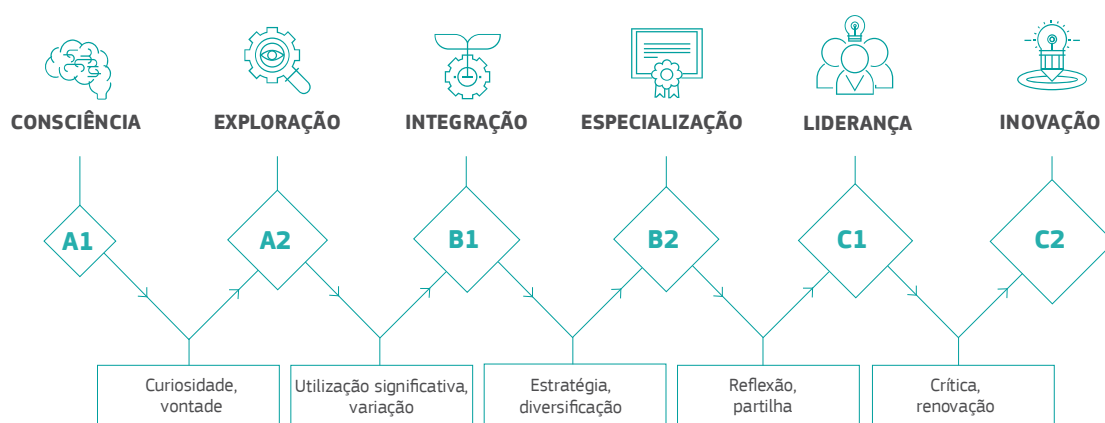 CONSCIÊNCIA
EXPLORAÇÃO
INTEGRAÇÃO
ESPECIALIZAÇÃO
LIDERANÇA
INOVAÇÃO
A1
A2
B1
B2
C1
C2
Curiosidade,
vontade
Utilização significativa,
variação
Estratégia,
diversificação
Reflexão,
partilha
Crítica,
renovação